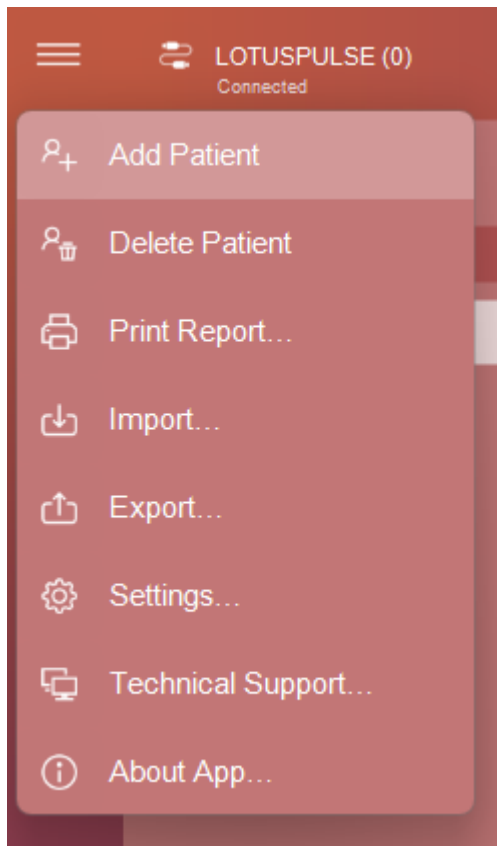 LOTUSPULSE (0)
Connected
Add Patient
Delete Patient
Print Report...
Import...
Export...
Settings...
Technical Support...
About App...